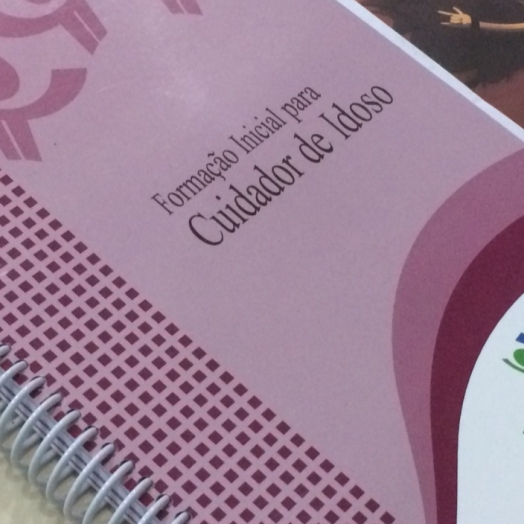 Formação Inicial para
Cuidador de Idoso